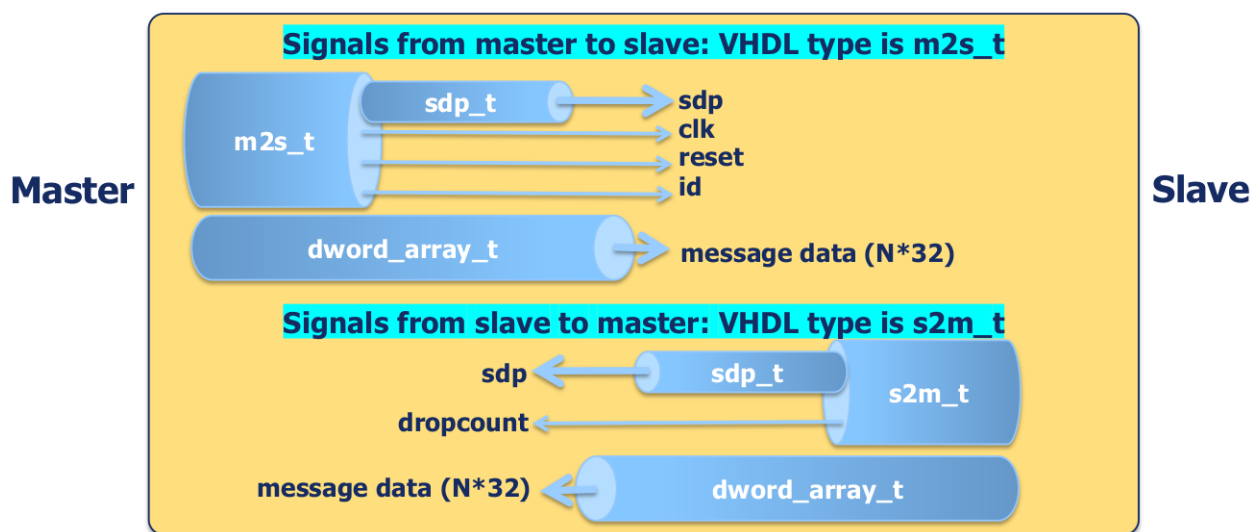 Signals from master to slave: VHDL type is m2s_t
sdp_t
sdp
clk
m2s_t
reset
id
Master
Slave
dword_array_t
message data (N*32)
Signals from slave to master: VHDL type is s2m_t
sdp
sdp_t
s2m_t
dropcount
message data (N*32)
dword_array_t